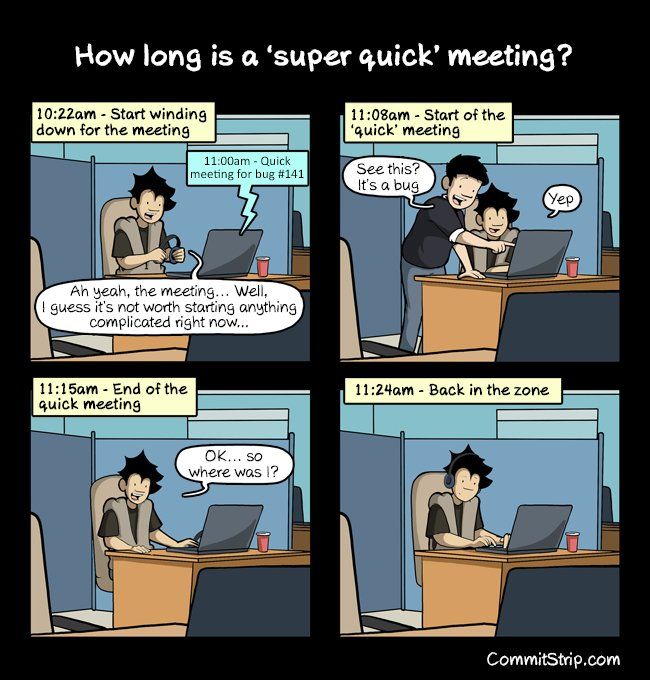 How long is a 'super quick' meeting?
10:22am - Start winding
down for the meeting
11:00am - Quick
meeting for bug #141
Ah yeah, the meeting... Well,
I guess it's not worth starting anything
complicated right now...
11:08am - Start of the
'quick' meeting
See this?
It's a bug
Yep
11:15am - End of the
quick meeting
OK... so
where was I?
11:24am - Back in the zone
CommitStrip.com